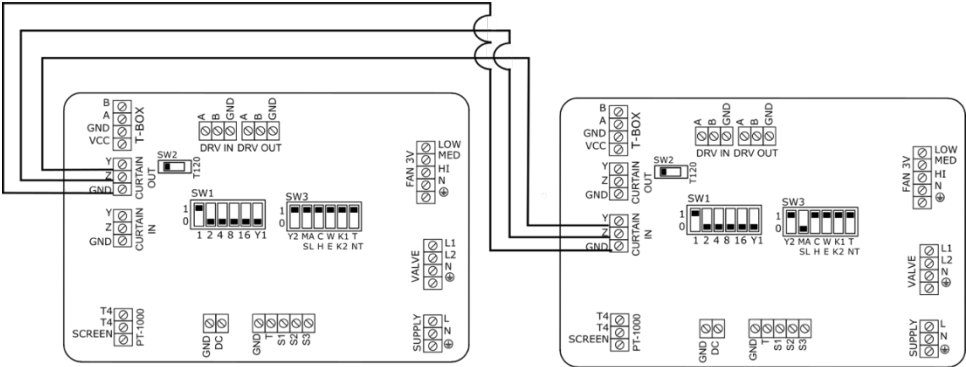 B
A
GND
VCC
T-BOX
A B GND A B GND
DRV IN DRV OUT
LOW
MED
HI
N
FAN 3V
Y
Z
GND
CURTAIN
OUT
SW2
T120
SW1
1
0
1 2 4 8 16 Y1
SW3
1
0
Y2 MA C W K1 T
SL H E K2 NT
Y
Z
GND
CURTAIN
IN
L1
L2
N
VALVE
T4
T4
SCREEN
PT-1000
GND DC
GND T S1 S2 S3
L
N
SUPPLY
B
A
GND
VCC
T-BOX
A B GND A B GND
DRV IN DRV OUT
LOW
MED
HI
N
FAN 3V
Y
Z
GND
CURTAIN
OUT
SW2
T120
SW1
1
0
1 2 4 8 16 Y1
SW3
1
0
Y2 MA C W K1 T
SL H E K2 NT
Y
Z
GND
CURTAIN
IN
L1
L2
N
VALVE
T4
T4
SCREEN
PT-1000
GND DC
GND T S1 S2 S3
L
N
SUPPLY